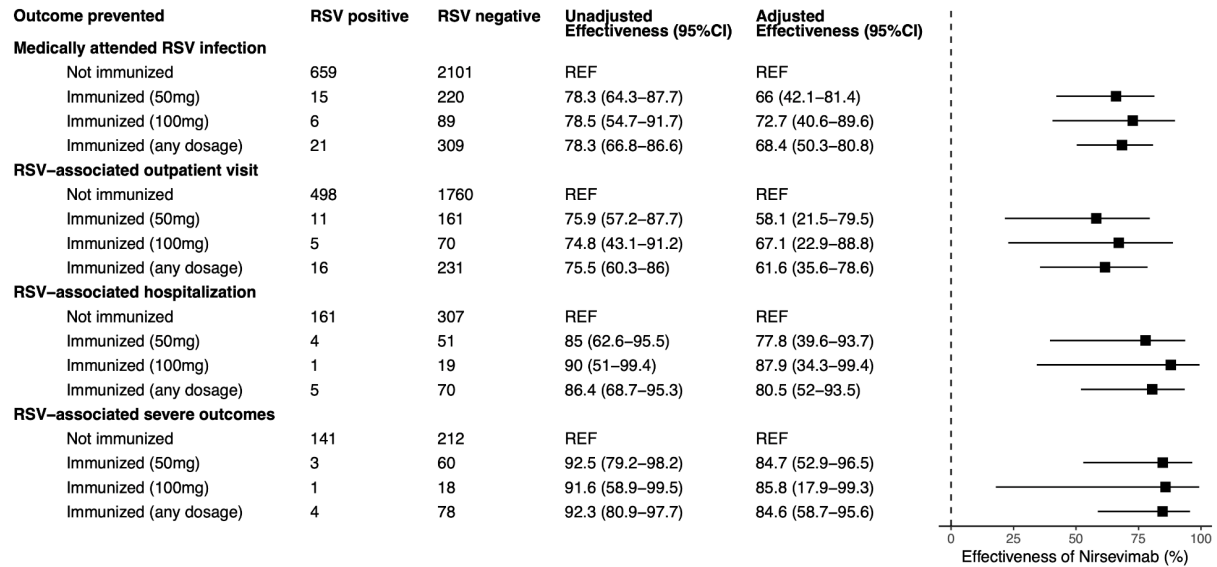 Outcome prevented RSV positive RSV negative Unadjusted Effectiveness (95%CI) Adjusted Effectiveness (95%CI)
Medically attended RSV infection
Not immunized 659 2101 REF REF
Immunized (50mg) 15 220 78.3 (64.3–87.7) 66 (42.1–81.4)
Immunized (100mg) 6 89 78.5 (54.7–91.7) 72.7 (40.6–89.6)
Immunized (any dosage) 21 309 78.3 (66.8–86.6) 68.4 (50.3–80.8)
RSV−associated outpatient visit
Not immunized 498 1760 REF REF
Immunized (50mg) 11 161 75.9 (57.2–87.7) 58.1 (21.5–79.5)
Immunized (100mg) 5 70 74.8 (43.1–91.2) 67.1 (22.9–88.8)
Immunized (any dosage) 16 231 75.5 (60.3–86) 61.6 (35.6–78.6)
RSV−associated hospitalization
Not immunized 161 307 REF REF
Immunized (50mg) 4 51 85 (62.6–95.5) 77.8 (39.6–93.7)
Immunized (100mg) 1 19 90 (51–99.4) 87.9 (34.3–99.4)
Immunized (any dosage) 5 70 86.4 (68.7–95.3) 80.5 (52–93.5)
RSV−associated severe outcomes
Not immunized 141 212 REF REF
Immunized (50mg) 3 60 92.5 (79.2–98.2) 84.7 (52.9–96.5)
Immunized (100mg) 1 18 91.6 (58.9–99.5) 85.8 (17.9–99.3)
Immunized (any dosage) 4 78 92.3 (80.9–97.7) 84.6 (58.7–95.6)
0 25 50 75 100
Effectiveness of Nirsevimab (%)